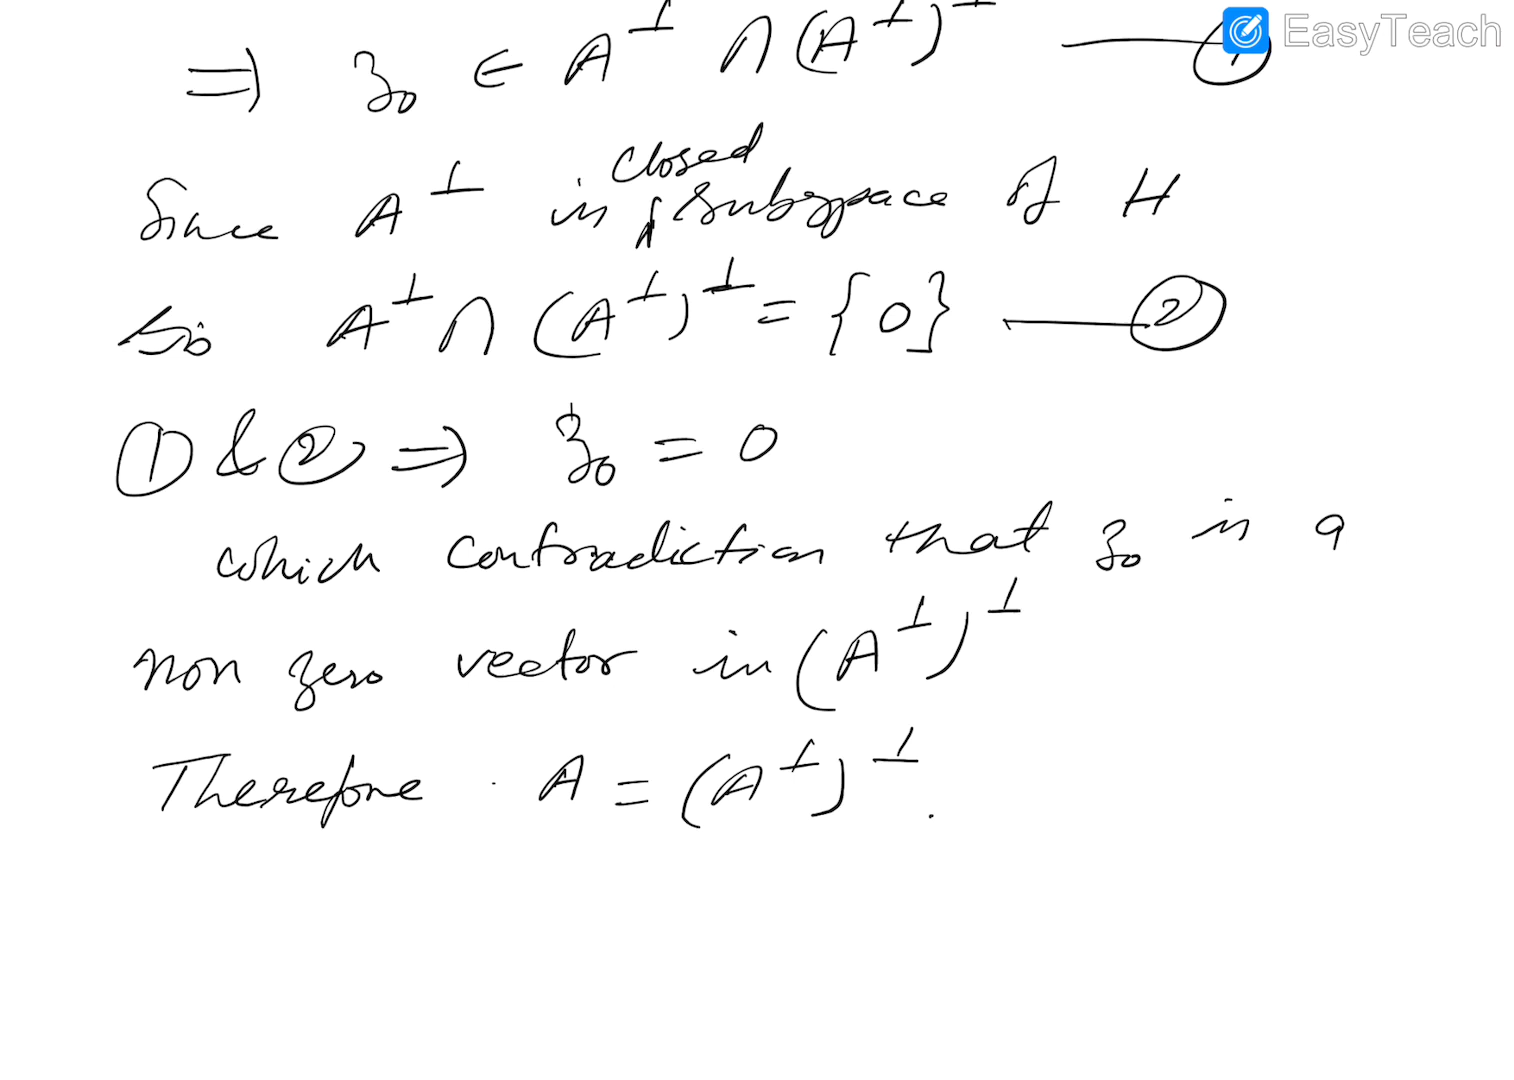 EasyTeach
⇒ z₀ ∈ A^⊥ ∩ (A^⊥)^⊥ —— ①
Since A^⊥ is closed subspace of H
So A^⊥ ∩ (A^⊥)^⊥ = {0} —— ②
① & ② ⇒ z₀ = 0
which contradiction that z₀ is a
non zero vector in (A^⊥)^⊥
Therefore A = (A^⊥)^⊥.